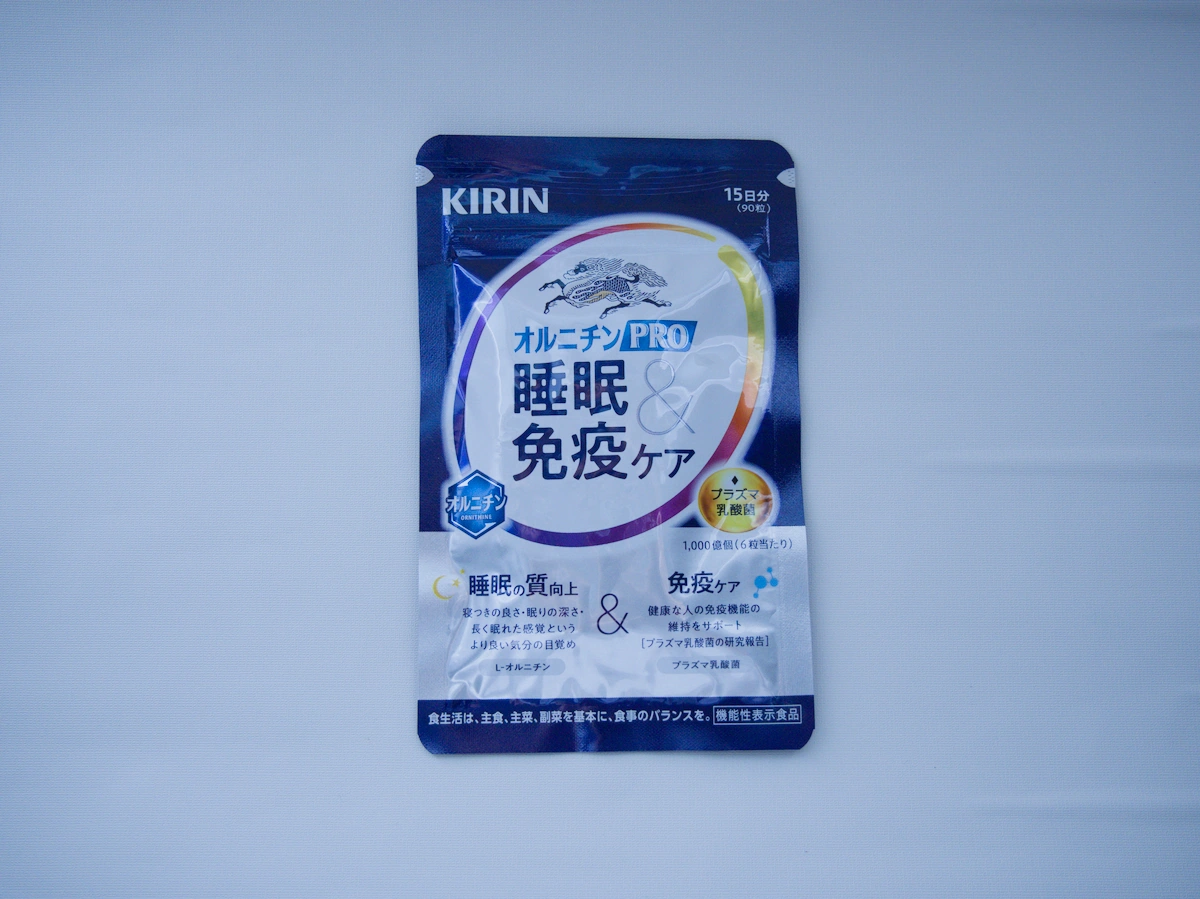 KIRIN
15日分
(90粒)
オルニチンPRO
睡眠&
免疫ケア
オルニチン
ORNITHINE
プラズマ
乳酸菌
1,000億個(6粒当たり)
睡眠の質向上
寝つきの良さ・眠りの深さ・
長く眠れた感覚という
より良い気分の目覚め
L-オルニチン
&
免疫ケア
健康な人の免疫機能の
維持をサポート
[プラズマ乳酸菌の研究報告]
プラズマ乳酸菌
食生活は、主食、主菜、副菜を基本に、食事のバランスを。 機能性表示食品